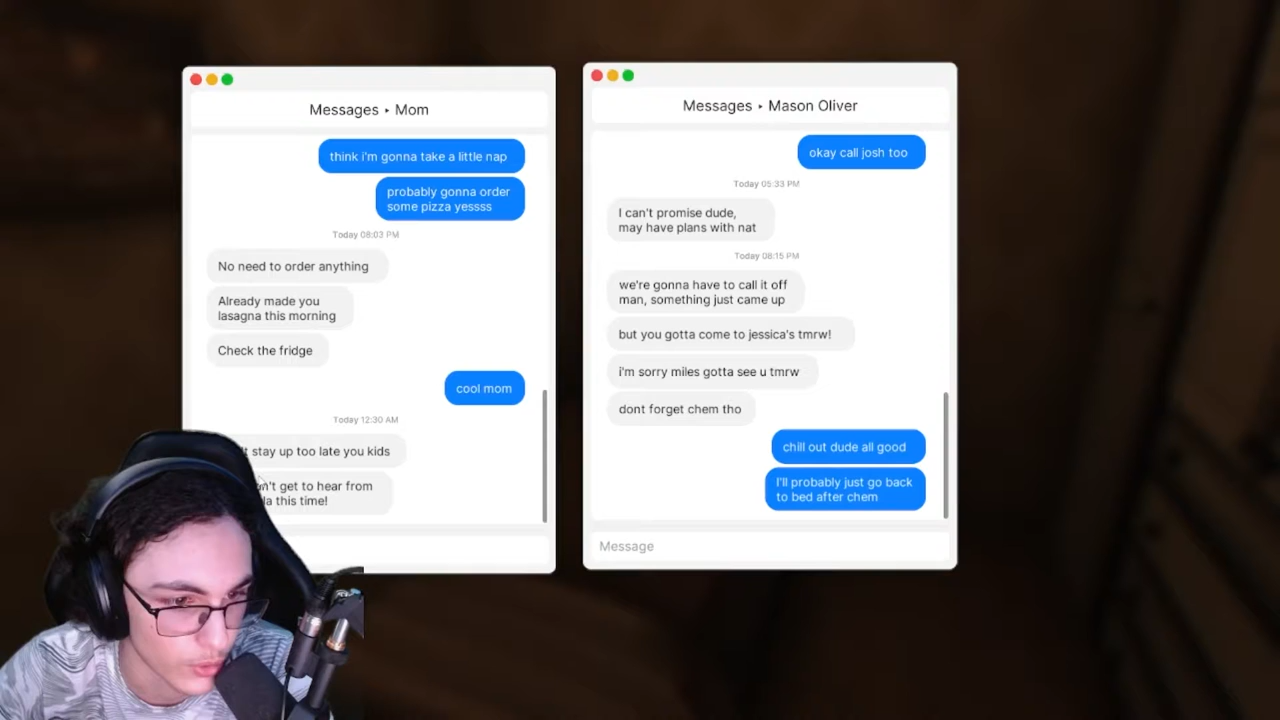 Messages ▸ Mom
think i'm gonna take a little nap
probably gonna order
some pizza yessss
Today 08:03 PM
No need to order anything
Already made you
lasagna this morning
Check the fridge
cool mom
Today 12:30 AM
stay up too late you kids
get to hear from
this time!
Messages ▸ Mason Oliver
okay call josh too
Today 05:33 PM
I can't promise dude,
may have plans with nat
Today 08:15 PM
we're gonna have to call it off
man, something just came up
but you gotta come to jessica's tmrw!
i'm sorry miles gotta see u tmrw
dont forget chem tho
chill out dude all good
I'll probably just go back
to bed after chem
Message